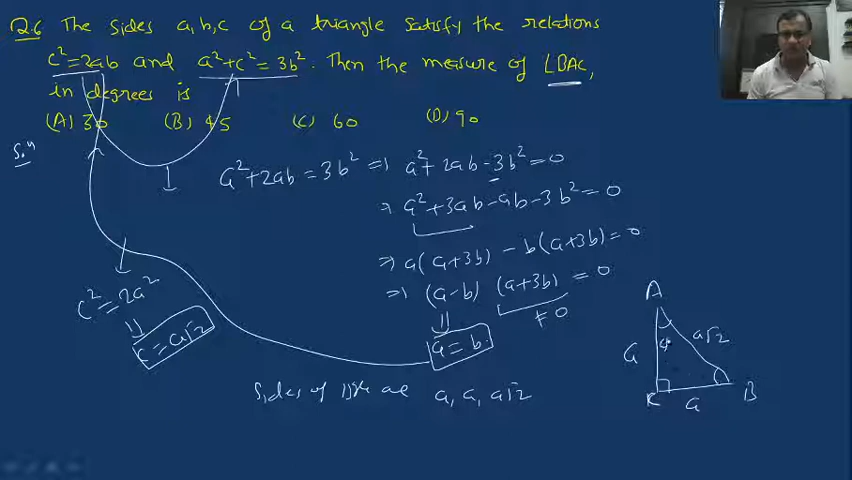 Q.6 The sides a,b,c of a triangle satisfy the relations
c²=2ab and a²+c²=3b². Then the measure of ∠BAC,
in degrees is
(A) 30 (B) 45 (C) 60 (D) 90
Sol^n
a²+2ab=3b² ⇒ a²+2ab-3b²=0
⇒ a²+3ab-ab-3b²=0
⇒ a(a+3b)-b(a+3b)=0
⇒ (a-b) (a+3b) =0
≠0
c²=2a²
⇓
c=a√2
⇓
a=b.
Sides of are a, a, a√2
A
a a√2
C a B